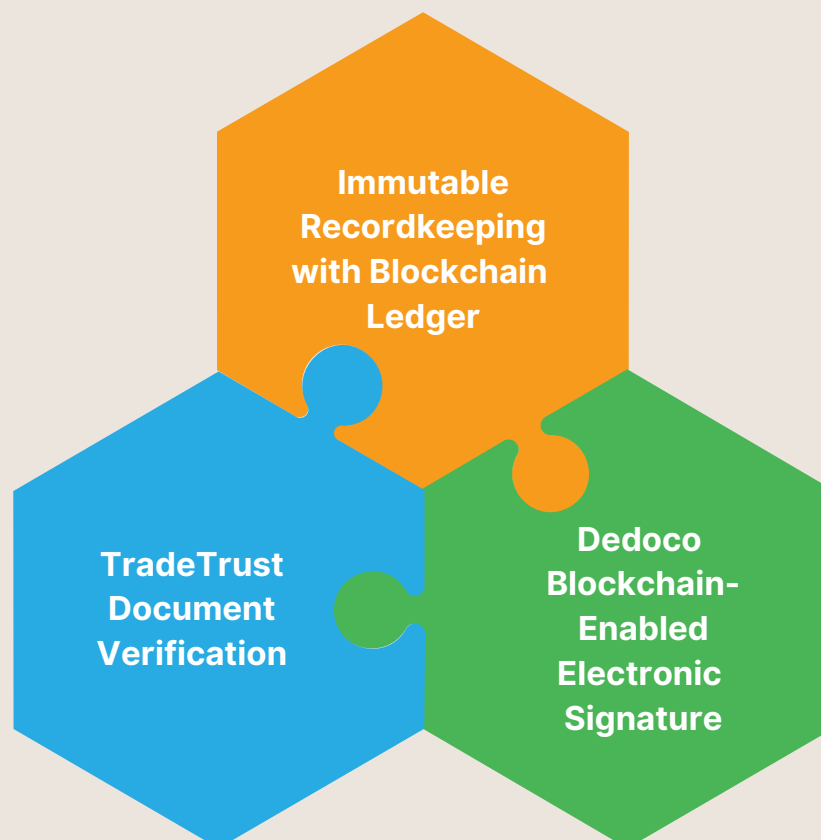 Immutable
Recordkeeping
with Blockchain
Ledger
TradeTrust
Document
Verification
Dedoco
Blockchain-
Enabled
Electronic
Signature